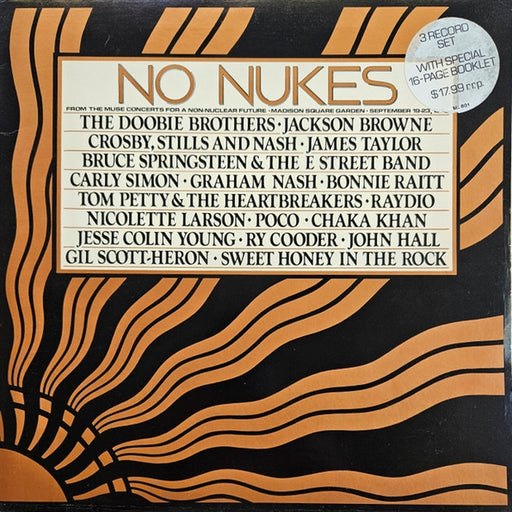 3 RECORD
SET
WITH SPECIAL
16-PAGE BOOKLET
$17.99 r.r.p.
NO NUKES
FROM THE MUSE CONCERTS FOR A NON-NUCLEAR FUTURE • MADISON SQUARE GARDEN • SEPTEMBER 19-23,
THE DOOBIE BROTHERS • JACKSON BROWNE
CROSBY, STILLS AND NASH • JAMES TAYLOR
BRUCE SPRINGSTEEN & THE E STREET BAND
CARLY SIMON • GRAHAM NASH • BONNIE RAITT
TOM PETTY & THE HEARTBREAKERS • RAYDIO
NICOLETTE LARSON • POCO • CHAKA KHAN
JESSE COLIN YOUNG • RY COODER • JOHN HALL
GIL SCOTT-HERON • SWEET HONEY IN THE ROCK